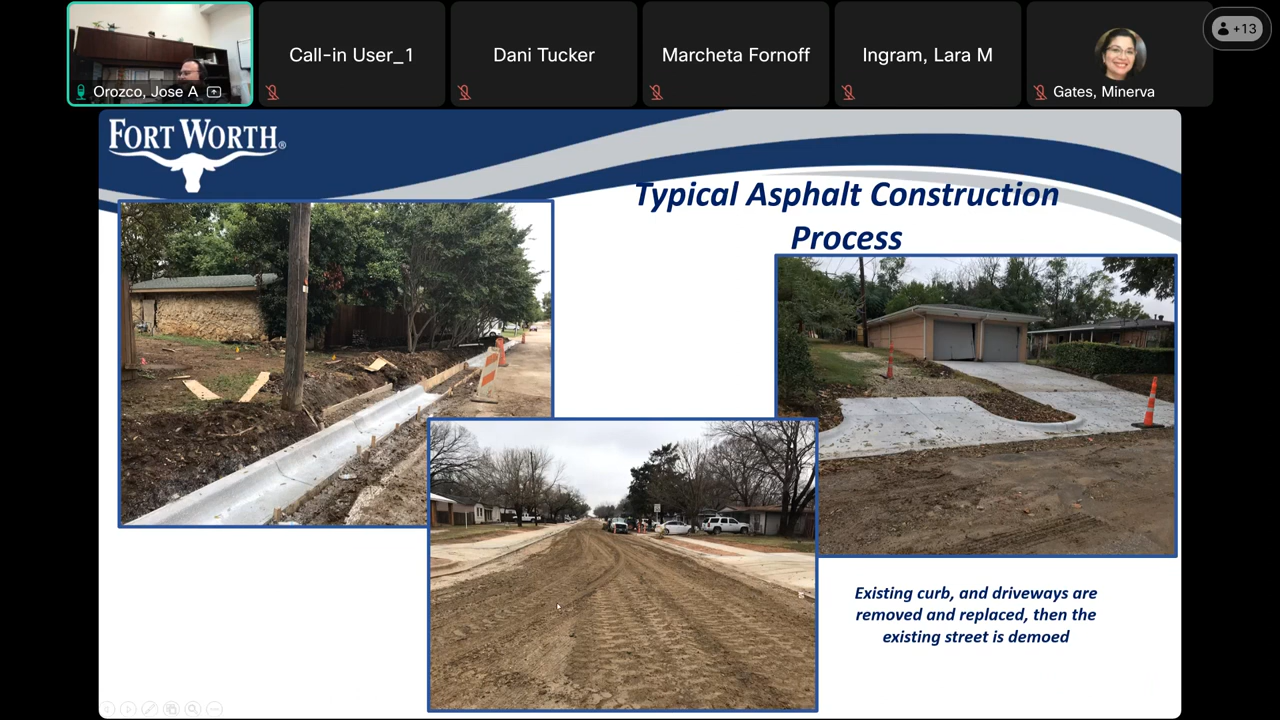 Orozco, Jose A
Call-in User_1
Dani Tucker
Marcheta Fornoff
Ingram, Lara M
Gates, Minerva
+13
FORT WORTH®
Typical Asphalt Construction
Process
Existing curb, and driveways are
removed and replaced, then the
existing street is demoed